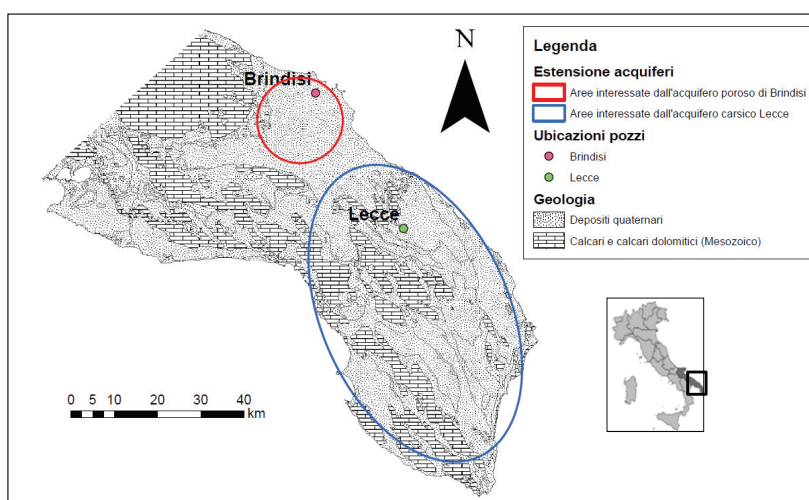 Brindisi
Lecce
N
0 5 10 20 30 40
km
Legenda
Estensione acquiferi
Aree interessate dall'acquifero poroso di Brindisi
Aree interessate dall'acquifero carsico Lecce
Ubicazioni pozzi
Brindisi
Lecce
Geologia
Depositi quaternari
Calcari e calcari dolomitici (Mesozoico)